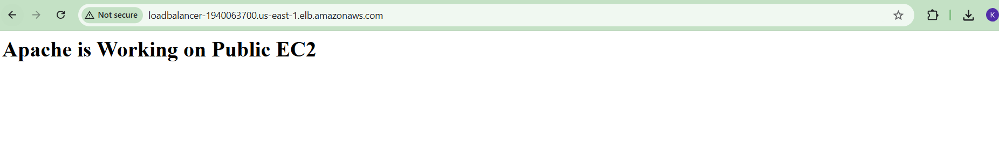 Not secure loadbalancer-1940063700.us-east-1.elb.amazonaws.com K
Apache is Working on Public EC2